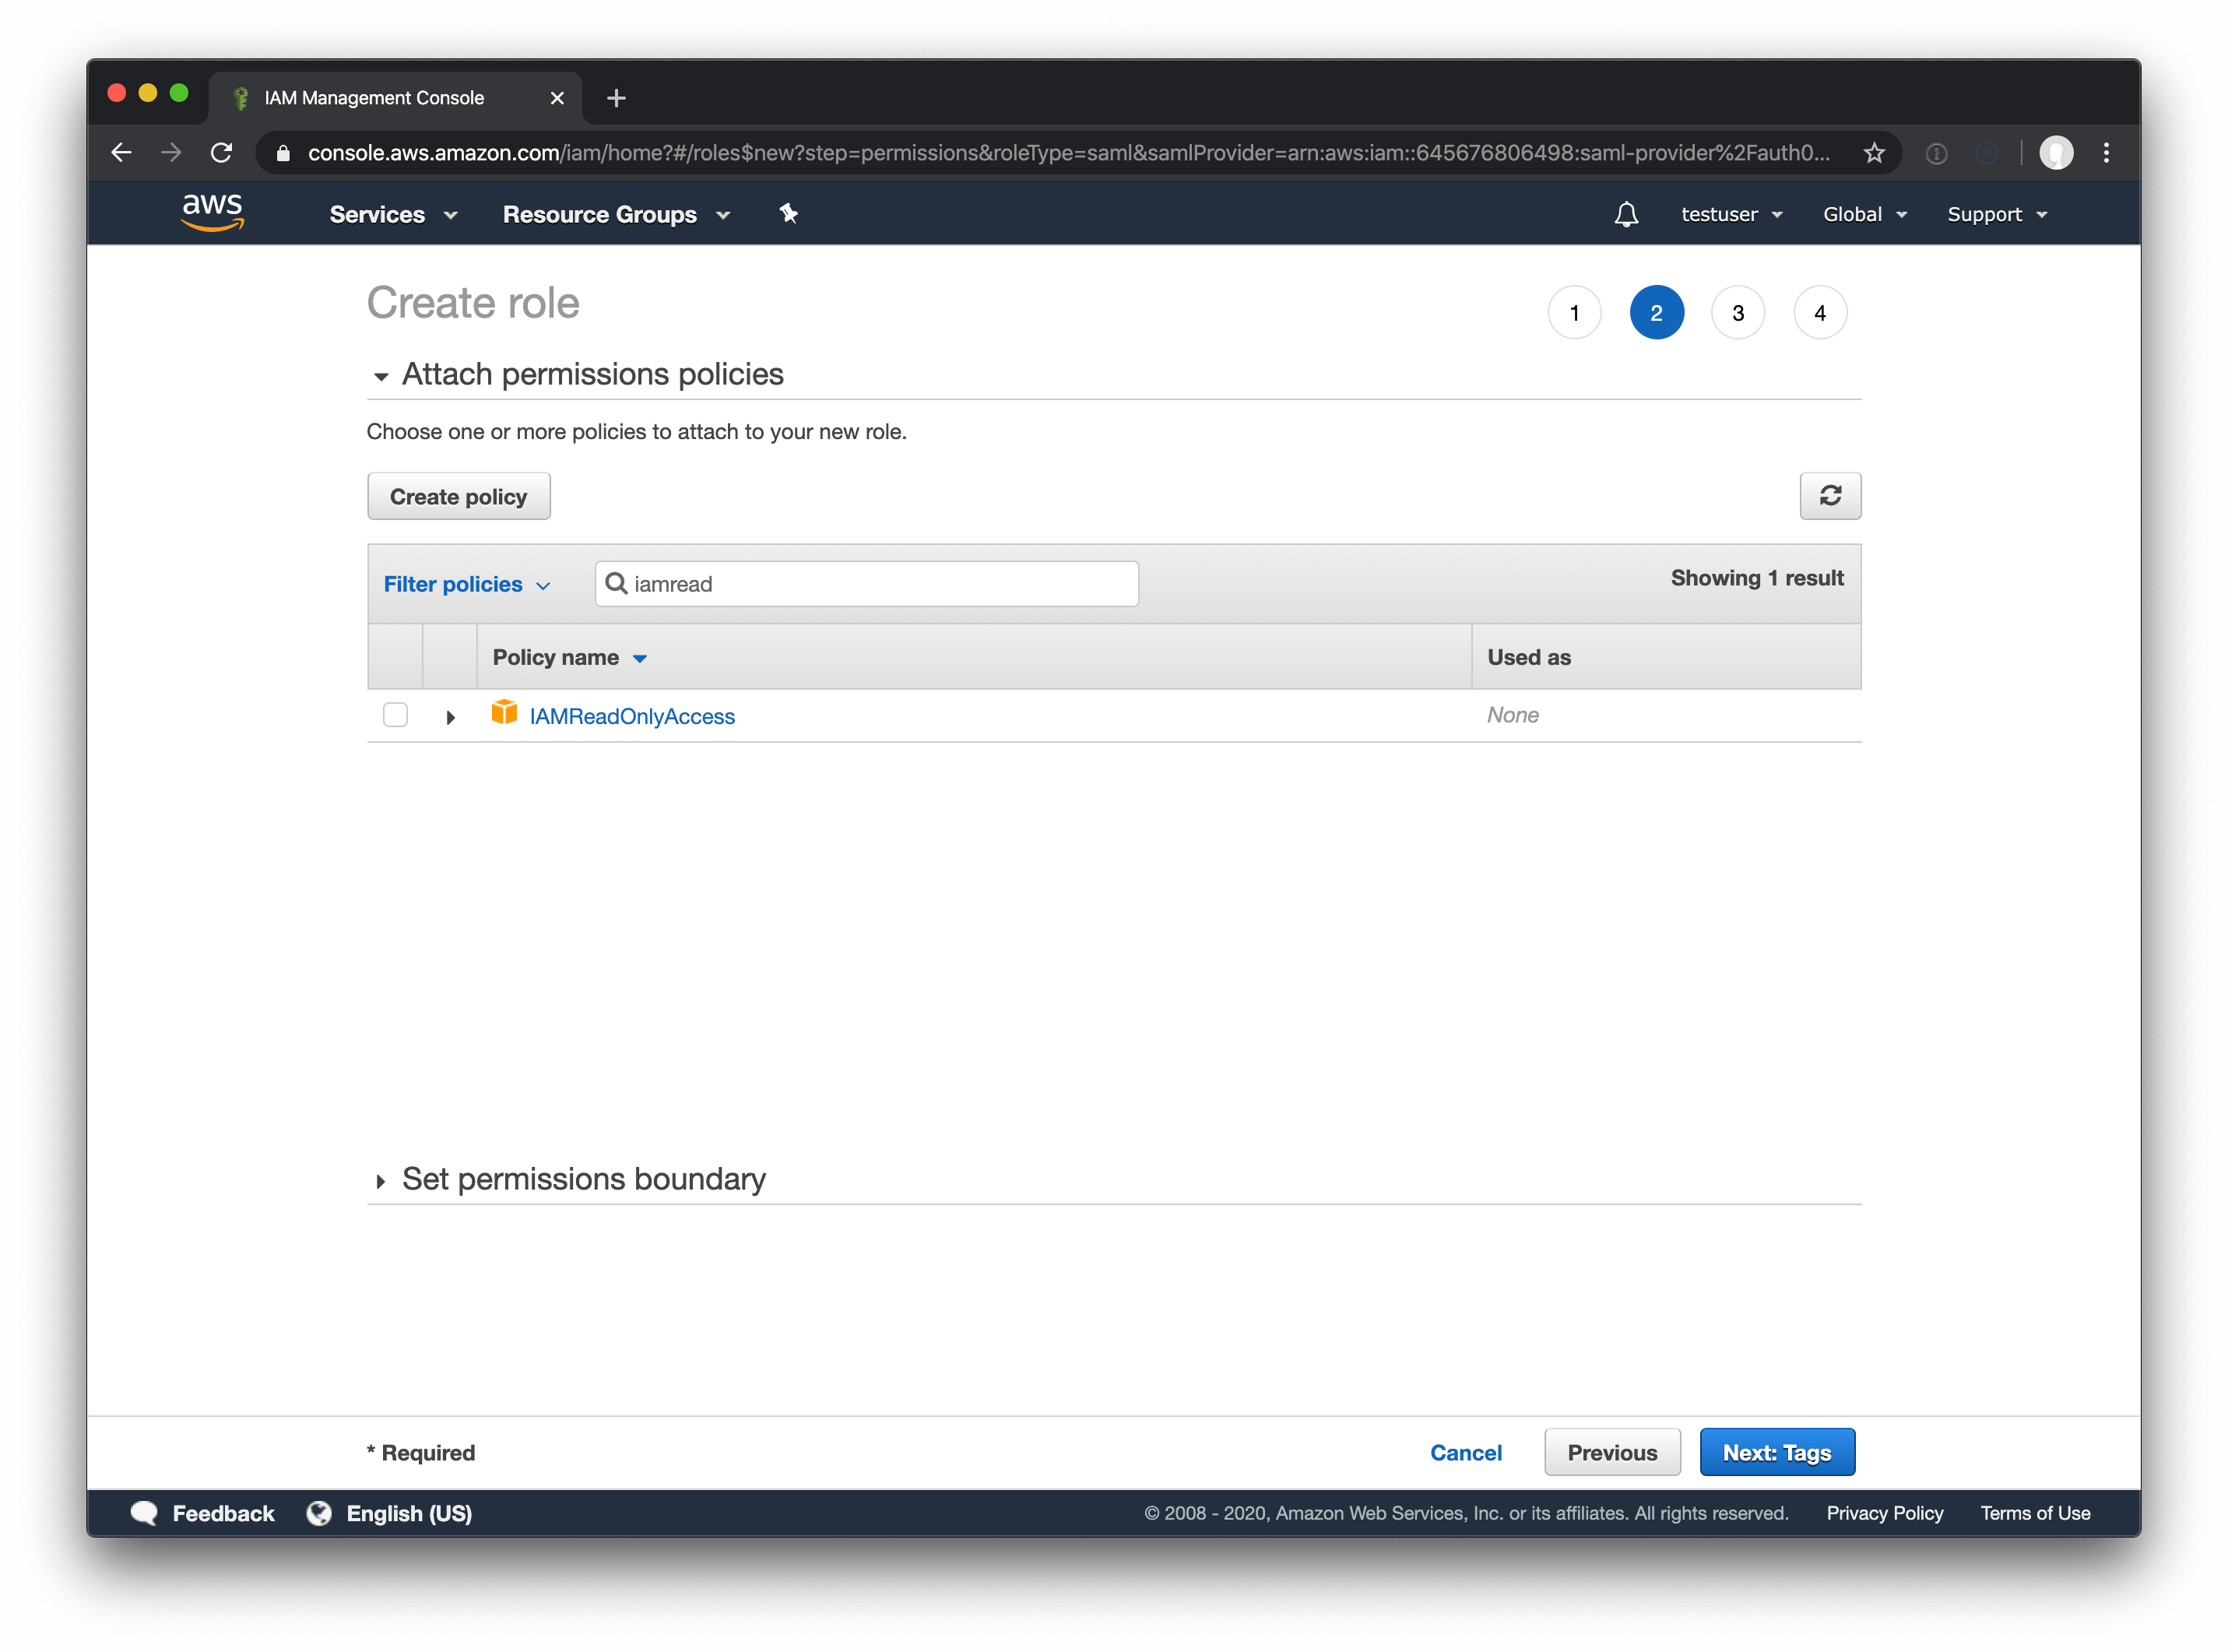 IAM Management Console
console.aws.amazon.com/iam/home?#/roles$new?step=permissions&roleType=saml&samlProvider=arn:aws:iam::645676806498:saml-provider%2Fauth0...
aws Services Resource Groups testuser Global Support
Create role 1 2 3 4
Attach permissions policies
Choose one or more policies to attach to your new role.
Create policy
Filter policies iamread Showing 1 result
Policy name Used as
IAMReadOnlyAccess None
Set permissions boundary
* Required Cancel Previous Next: Tags
Feedback English (US) © 2008 - 2020, Amazon Web Services, Inc. or its affiliates. All rights reserved. Privacy Policy Terms of Use